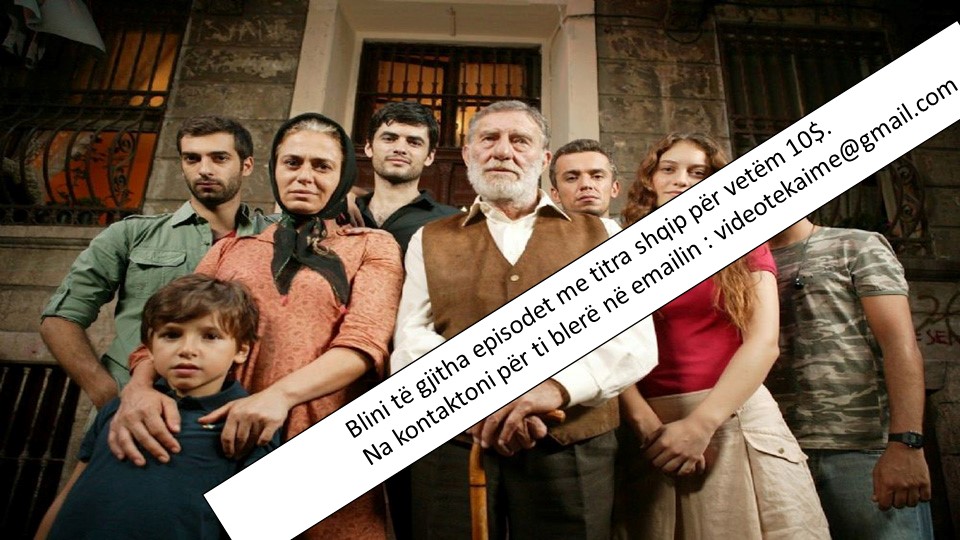 Blini të gjitha episodet me titra shqip për vetëm 10$.
Na kontaktoni për ti blerë në emailin : videotekaime@gmail.com